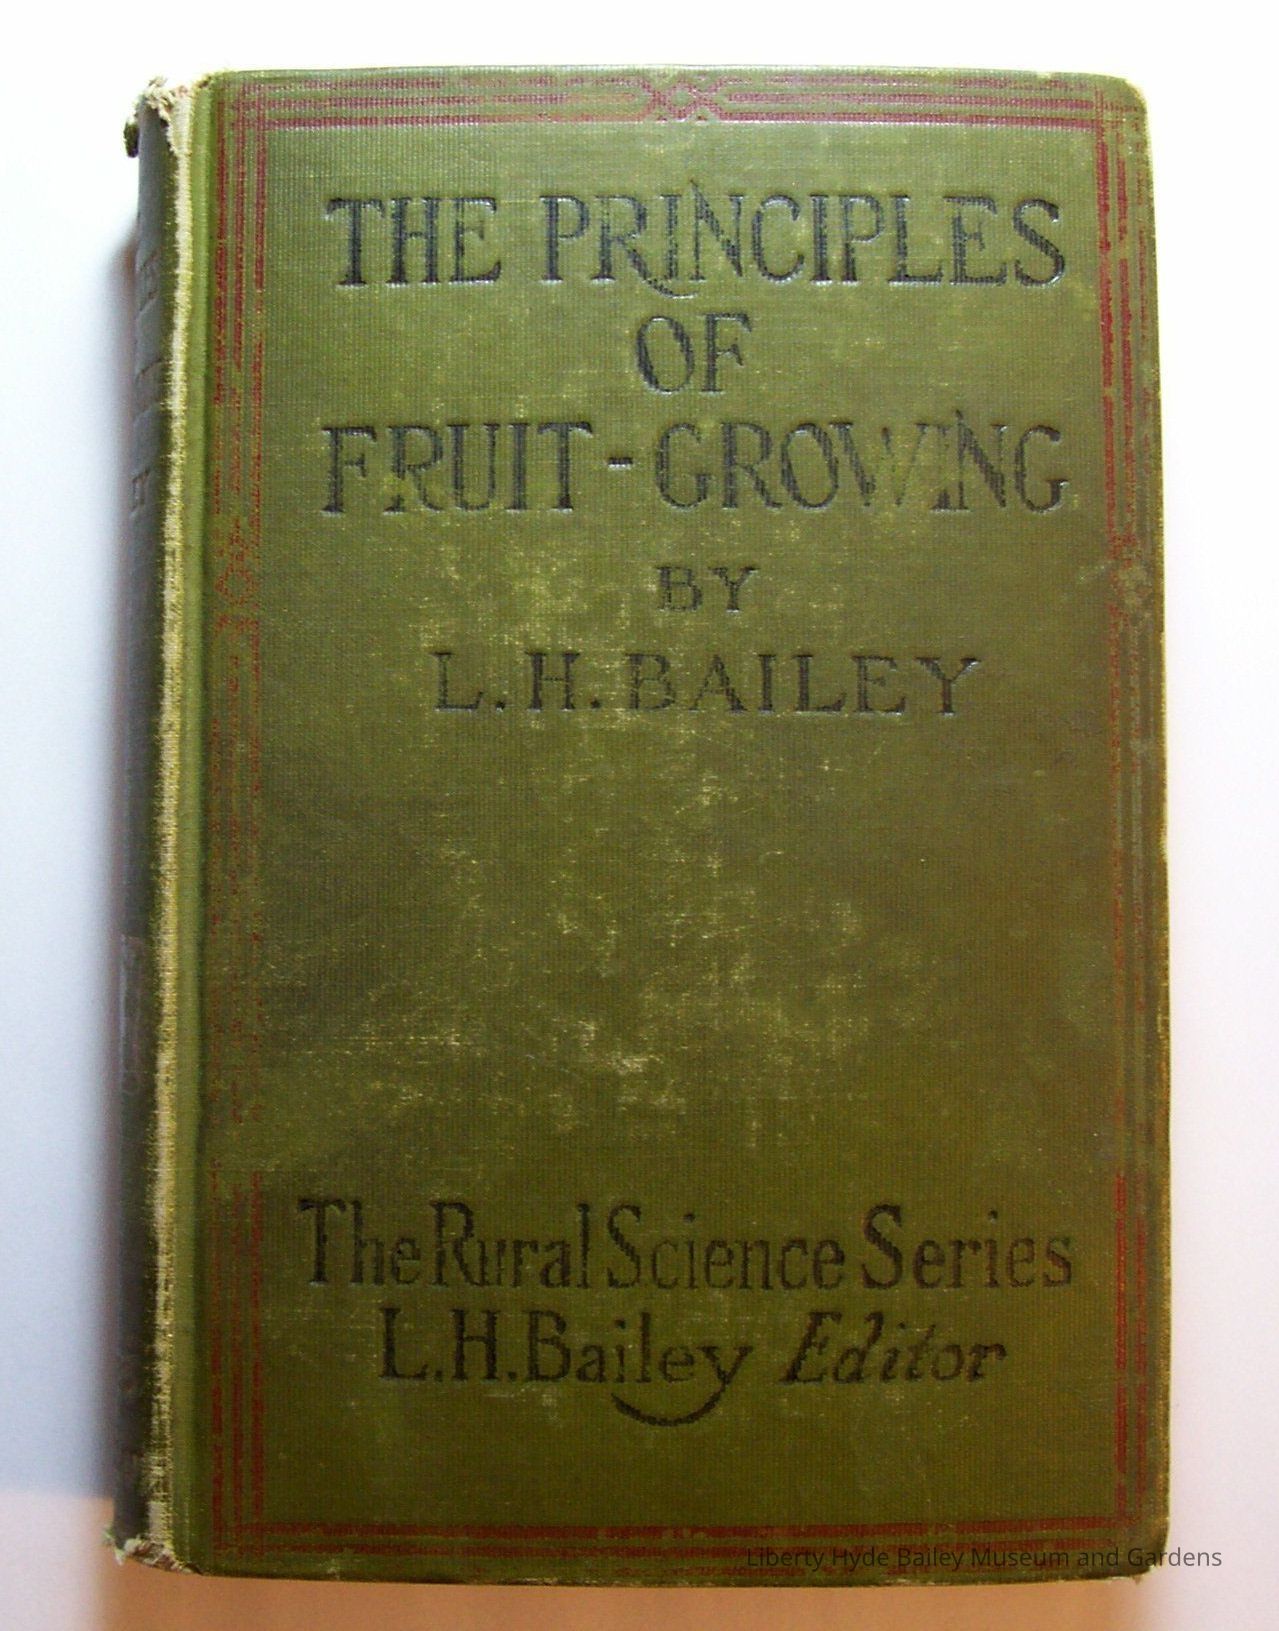 THE PRINCIPLES
OF
FRUIT-GROWING
BY
L.H.BAILEY
The Rural Science Series
L.H.Bailey Editor
Liberty Hyde Bailey Museum and Gardens